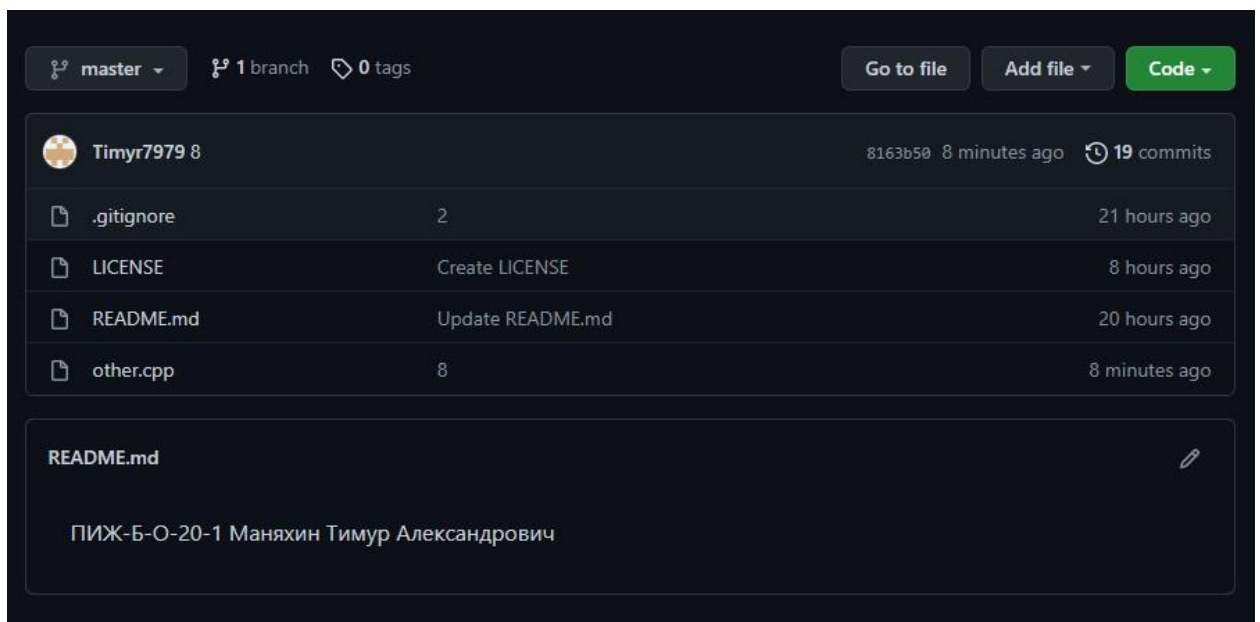 master 1 branch 0 tags Go to file Add file Code
Timyr7979 8 8163b50 8 minutes ago 19 commits
.gitignore 2 21 hours ago
LICENSE Create LICENSE 8 hours ago
README.md Update README.md 20 hours ago
other.cpp 8 8 minutes ago
README.md
ПИЖ-Б-О-20-1 Маняхин Тимур Александрович